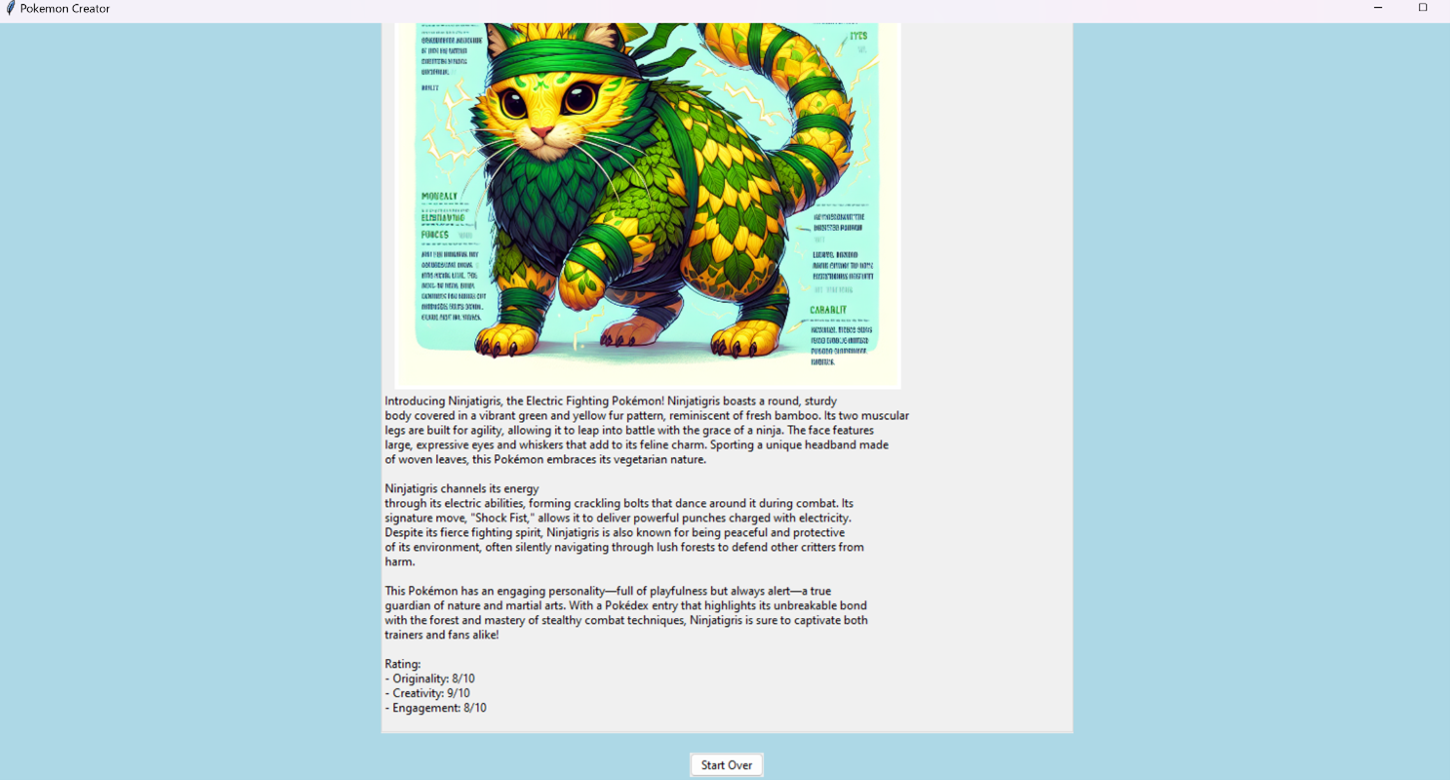 Pokemon Creator
Introducing Ninjatigris, the Electric Fighting Pokémon! Ninjatigris boasts a round, sturdy
body covered in a vibrant green and yellow fur pattern, reminiscent of fresh bamboo. Its two muscular
legs are built for agility, allowing it to leap into battle with the grace of a ninja. The face features
large, expressive eyes and whiskers that add to its feline charm. Sporting a unique headband made
of woven leaves, this Pokémon embraces its vegetarian nature.
Ninjatigris channels its energy
through its electric abilities, forming crackling bolts that dance around it during combat. Its
signature move, "Shock Fist," allows it to deliver powerful punches charged with electricity.
Despite its fierce fighting spirit, Ninjatigris is also known for being peaceful and protective
of its environment, often silently navigating through lush forests to defend other critters from
harm.
This Pokémon has an engaging personality—full of playfulness but always alert—a true
guardian of nature and martial arts. With a Pokédex entry that highlights its unbreakable bond
with the forest and mastery of stealthy combat techniques, Ninjatigris is sure to captivate both
trainers and fans alike!
Rating:
- Originality: 8/10
- Creativity: 9/10
- Engagement: 8/10
Start Over